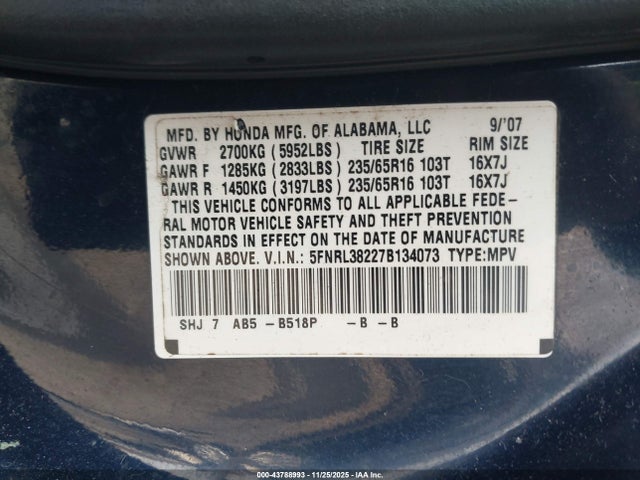 MFD. BY HONDA MFG. OF ALABAMA, LLC 9/'07
GVWR 2700KG (5952LBS) TIRE SIZE RIM SIZE
GAWR F 1285KG (2833LBS) 235/65R16 103T 16X7J
GAWR R 1450KG (3197LBS) 235/65R16 103T 16X7J
THIS VEHICLE CONFORMS TO ALL APPLICABLE FEDE-
RAL MOTOR VEHICLE SAFETY AND THEFT PREVENTION
STANDARDS IN EFFECT ON THE DATE OF MANUFACTURE
SHOWN ABOVE. V.I.N.: 5FNRL38227B134073 TYPE:MPV
SHJ 7 AB5 -B518P -B -B
000-43788993 - 11/25/2025 - IAA Inc.